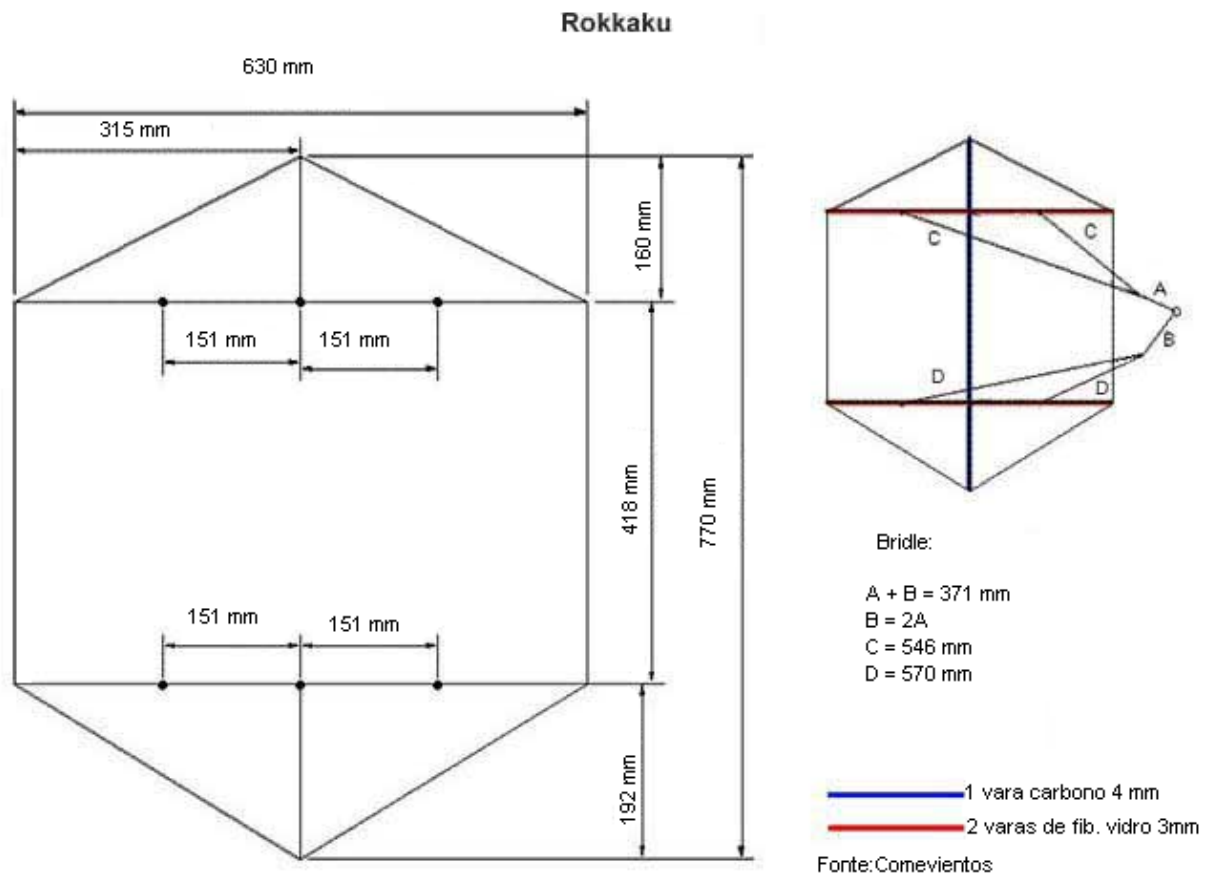 Rokkaku
630 mm
315 mm
160 mm
151 mm
151 mm
418 mm
770 mm
151 mm
151 mm
192 mm
C
C
A
B
D
D
Bridle:
A + B = 371 mm
B = 2A
C = 546 mm
D = 570 mm
1 vara carbono 4 mm
2 varas de fib. vidro 3mm
Fonte:Comevientos